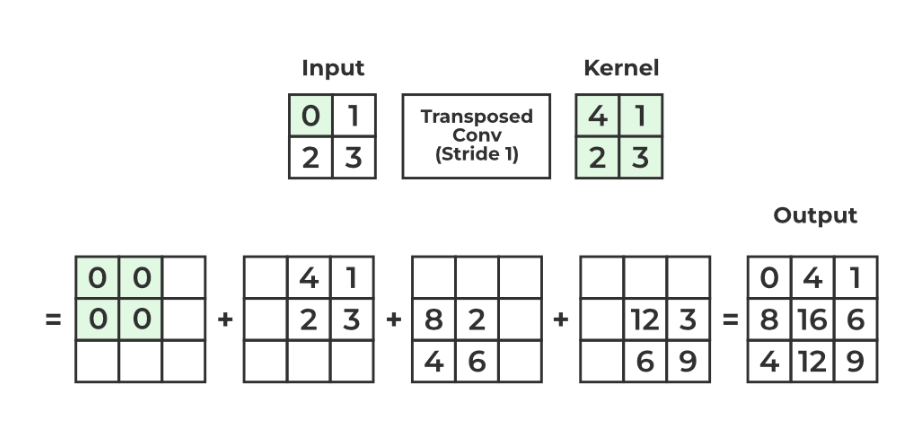 Input Kernel
0 1 Transposed 4 1
Conv
2 3 (Stride 1) 2 3
Output
0 0 4 1 0 4 1
= 0 0 + 2 3 + 8 2 + 12 3 = 8 16 6
4 6 6 9 4 12 9